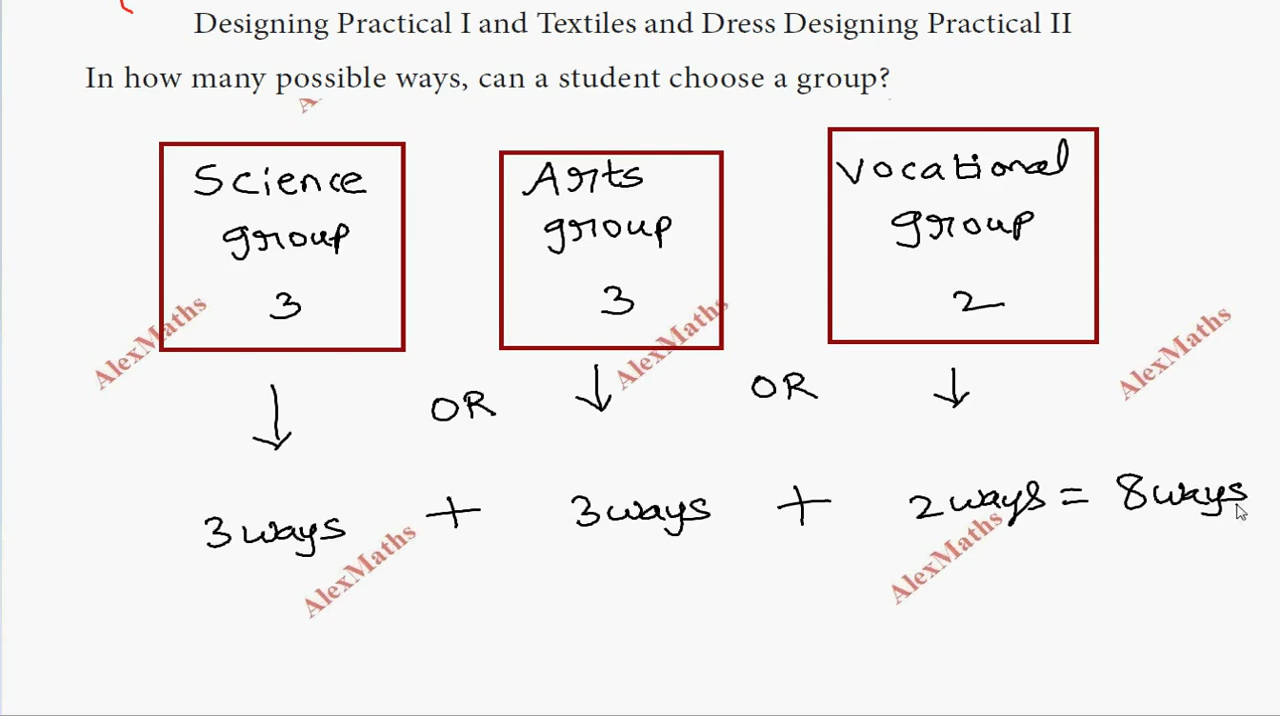 Designing Practical I and Textiles and Dress Designing Practical II
In how many possible ways, can a student choose a group?
Science Arts Vocational
group group group
3 3 2
AlexMaths AlexMaths AlexMaths
OR OR
3 ways + 3 ways + 2 ways = 8 ways
AlexMaths AlexMaths